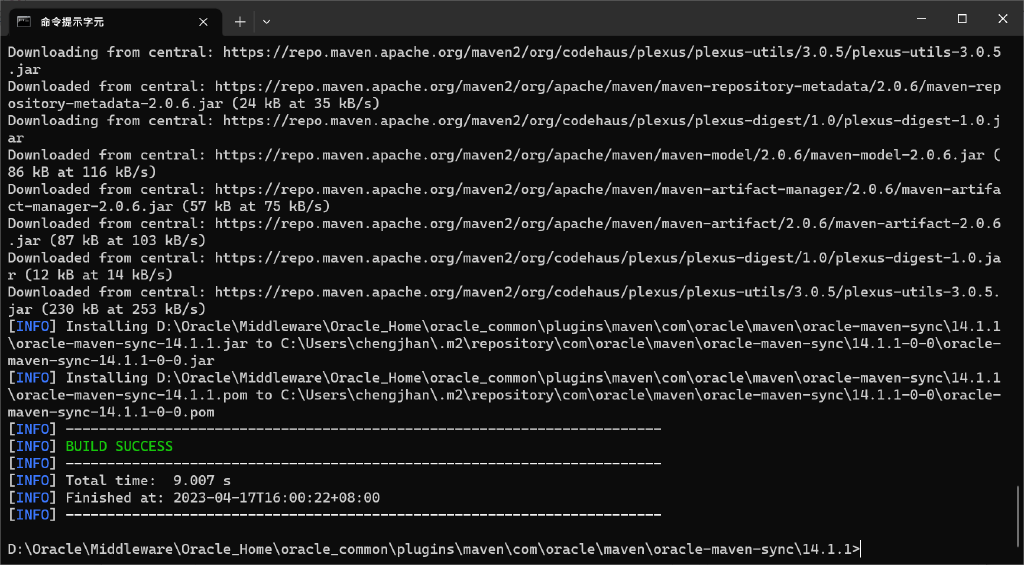 命令提示字元
Downloading from central: https://repo.maven.apache.org/maven2/org/codehaus/plexus/plexus-utils/3.0.5/plexus-utils-3.0.5
.jar
Downloaded from central: https://repo.maven.apache.org/maven2/org/apache/maven/maven-repository-metadata/2.0.6/maven-rep
ository-metadata-2.0.6.jar (24 kB at 35 kB/s)
Downloading from central: https://repo.maven.apache.org/maven2/org/codehaus/plexus/plexus-digest/1.0/plexus-digest-1.0.j
ar
Downloaded from central: https://repo.maven.apache.org/maven2/org/apache/maven/maven-model/2.0.6/maven-model-2.0.6.jar (
86 kB at 116 kB/s)
Downloaded from central: https://repo.maven.apache.org/maven2/org/apache/maven/maven-artifact-manager/2.0.6/maven-artifa
ct-manager-2.0.6.jar (57 kB at 75 kB/s)
Downloaded from central: https://repo.maven.apache.org/maven2/org/apache/maven/maven-artifact/2.0.6/maven-artifact-2.0.6
.jar (87 kB at 103 kB/s)
Downloaded from central: https://repo.maven.apache.org/maven2/org/codehaus/plexus/plexus-digest/1.0/plexus-digest-1.0.ja
r (12 kB at 14 kB/s)
Downloaded from central: https://repo.maven.apache.org/maven2/org/codehaus/plexus/plexus-utils/3.0.5/plexus-utils-3.0.5.
jar (230 kB at 253 kB/s)
[INFO] Installing D:\Oracle\Middleware\Oracle_Home\oracle_common\plugins\maven\com\oracle\maven\oracle-maven-sync\14.1.1
\oracle-maven-sync-14.1.1.jar to C:\Users\chengjhan\.m2\repository\com\oracle\maven\oracle-maven-sync\14.1.1-0-0\oracle-
maven-sync-14.1.1-0-0.jar
[INFO] Installing D:\Oracle\Middleware\Oracle_Home\oracle_common\plugins\maven\com\oracle\maven\oracle-maven-sync\14.1.1
\oracle-maven-sync-14.1.1.pom to C:\Users\chengjhan\.m2\repository\com\oracle\maven\oracle-maven-sync\14.1.1-0-0\oracle-
maven-sync-14.1.1-0-0.pom
[INFO] ------------------------------------------------------------------------
[INFO] BUILD SUCCESS
[INFO] ------------------------------------------------------------------------
[INFO] Total time:  9.007 s
[INFO] Finished at: 2023-04-17T16:00:22+08:00
[INFO] ------------------------------------------------------------------------
D:\Oracle\Middleware\Oracle_Home\oracle_common\plugins\maven\com\oracle\maven\oracle-maven-sync\14.1.1>